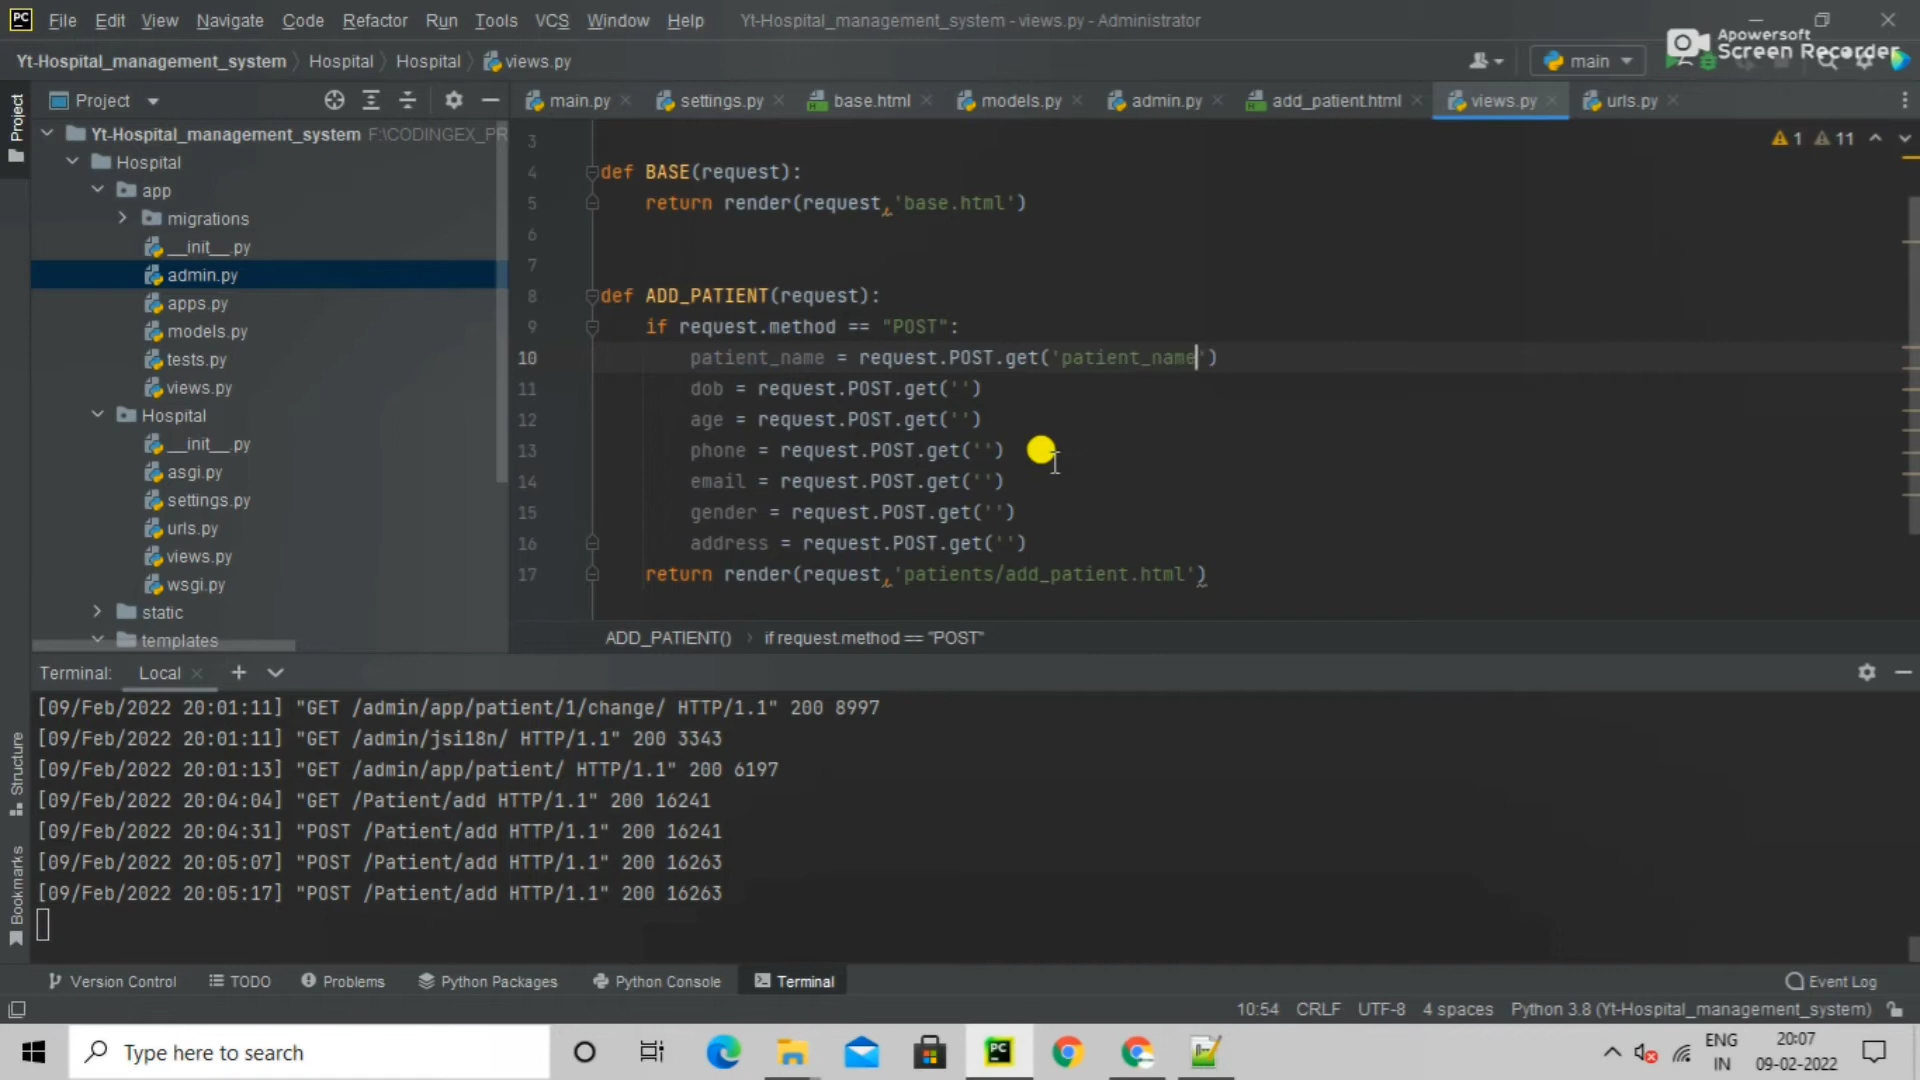 PC File Edit View Navigate Code Refactor Run Tools VCS Window Help Yt-Hospital_management_system - views.py - Administrator
Apowersoft
Screen Recorder
Yt-Hospital_management_system Hospital Hospital views.py main
Project
Project
main.py settings.py base.html models.py admin.py add_patient.html views.py urls.py
Yt-Hospital_management_system F:\CODINGEX_PR
Hospital
app
migrations
__init__.py
admin.py
apps.py
models.py
tests.py
views.py
Hospital
__init__.py
asgi.py
settings.py
urls.py
views.py
wsgi.py
static
templates
1 11
3
4 def BASE(request):
5 return render(request,'base.html')
6
7
8 def ADD_PATIENT(request):
9 if request.method == "POST":
10 patient_name = request.POST.get('patient_name')
11 dob = request.POST.get('')
12 age = request.POST.get('')
13 phone = request.POST.get('')
14 email = request.POST.get('')
15 gender = request.POST.get('')
16 address = request.POST.get('')
17 return render(request,'patients/add_patient.html')
ADD_PATIENT() if request.method == "POST"
Terminal: Local
[09/Feb/2022 20:01:11] "GET /admin/app/patient/1/change/ HTTP/1.1" 200 8997
[09/Feb/2022 20:01:11] "GET /admin/jsi18n/ HTTP/1.1" 200 3343
[09/Feb/2022 20:01:13] "GET /admin/app/patient/ HTTP/1.1" 200 6197
[09/Feb/2022 20:04:04] "GET /Patient/add HTTP/1.1" 200 16241
[09/Feb/2022 20:04:31] "POST /Patient/add HTTP/1.1" 200 16241
[09/Feb/2022 20:05:07] "POST /Patient/add HTTP/1.1" 200 16263
[09/Feb/2022 20:05:17] "POST /Patient/add HTTP/1.1" 200 16263
Structure
Bookmarks
Version Control TODO Problems Python Packages Python Console Terminal Event Log
10:54 CRLF UTF-8 4 spaces Python 3.8 (Yt-Hospital_management_system)
Type here to search
PC
ENG
IN
20:07
09-02-2022